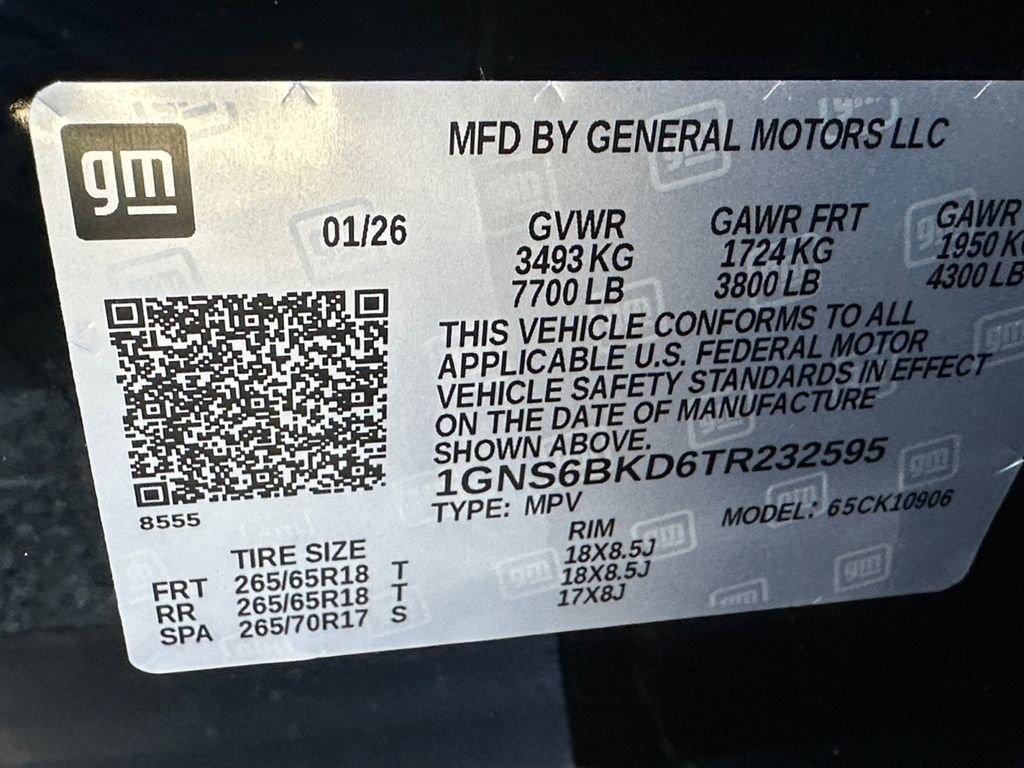 gm
MFD BY GENERAL MOTORS LLC
01/26
GVWR GAWR FRT GAWR
3493 KG 1724 KG 1950 KG
7700 LB 3800 LB 4300 LB
THIS VEHICLE CONFORMS TO ALL
APPLICABLE U.S. FEDERAL MOTOR
VEHICLE SAFETY STANDARDS IN EFFECT
ON THE DATE OF MANUFACTURE
SHOWN ABOVE.
1GNS6BKD6TR232595
TYPE: MPV MODEL: 65CK10906
8555
TIRE SIZE RIM
FRT 265/65R18 T 18X8.5J
RR 265/65R18 T 18X8.5J
SPA 265/70R17 S 17X8J